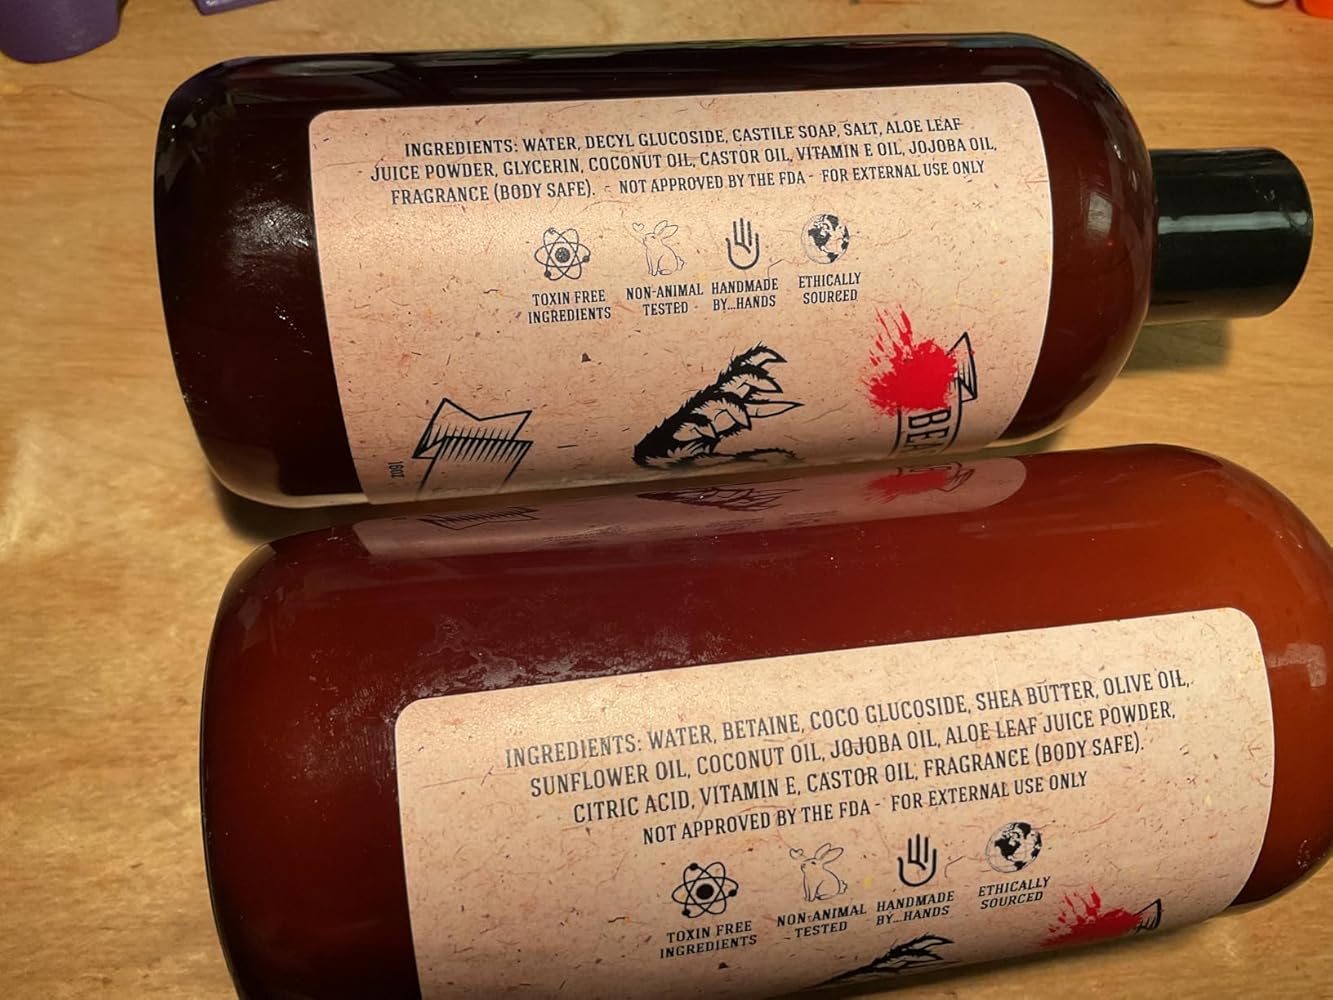 INGREDIENTS: WATER, DECYL GLUCOSIDE, CASTILE SOAP, SALT, ALOE LEAF
JUICE POWDER, GLYCERIN, COCONUT OIL, CASTOR OIL, VITAMIN E OIL, JOJOBA OIL,
FRAGRANCE (BODY SAFE). - NOT APPROVED BY THE FDA - FOR EXTERNAL USE ONLY
TOXIN FREE
INGREDIENTS
NON-ANIMAL
TESTED
HANDMADE
BY...HANDS
ETHICALLY
SOURCED
16OZ
INGREDIENTS: WATER, BETAINE, COCO GLUCOSIDE, SHEA BUTTER, OLIVE OIL,
SUNFLOWER OIL, COCONUT OIL, JOJOBA OIL, ALOE LEAF JUICE POWDER,
CITRIC ACID, VITAMIN E, CASTOR OIL, FRAGRANCE (BODY SAFE).
NOT APPROVED BY THE FDA - FOR EXTERNAL USE ONLY
TOXIN FREE
INGREDIENTS
NON-ANIMAL
TESTED
HANDMADE
BY...HANDS
ETHICALLY
SOURCED